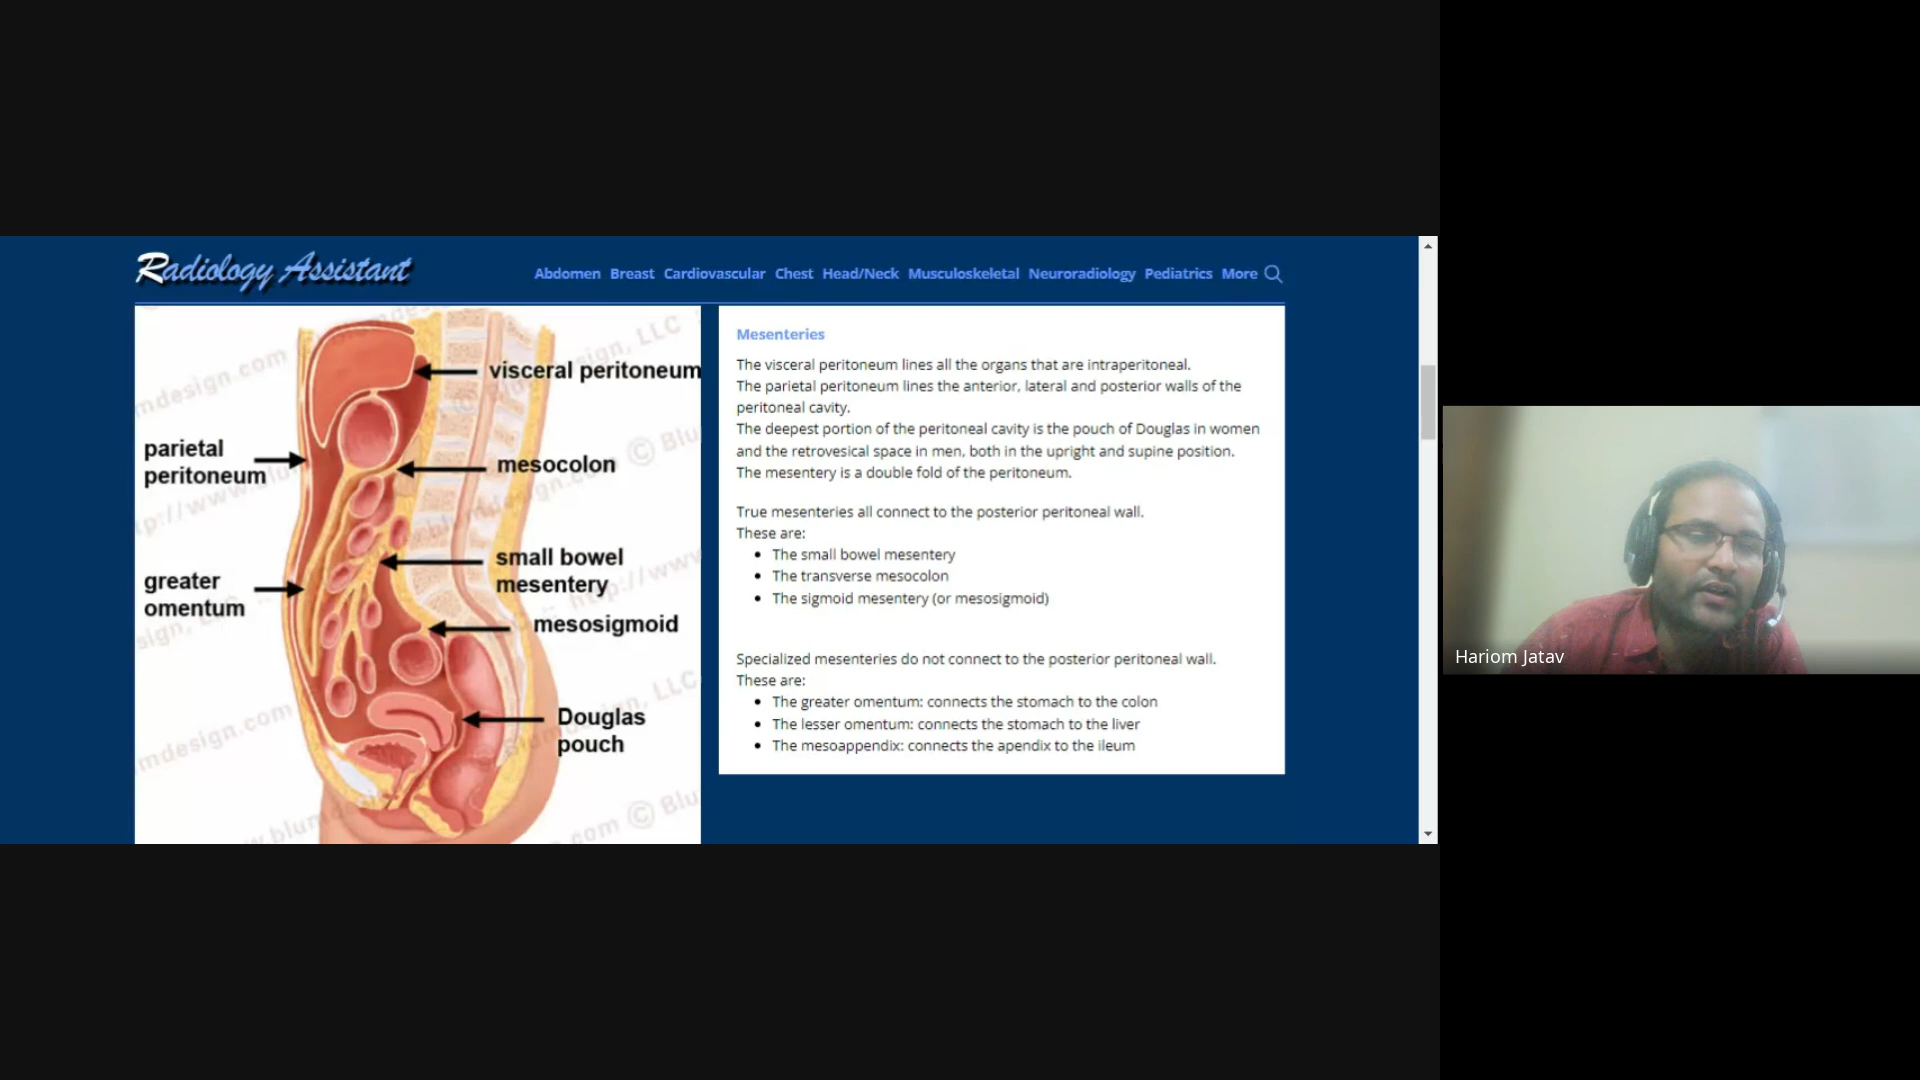 Radiology Assistant
Abdomen Breast Cardiovascular Chest Head/Neck Musculoskeletal Neuroradiology Pediatrics More
visceral peritoneum
parietal
peritoneum
mesocolon
small bowel
mesentery
greater
omentum
mesosigmoid
Douglas
pouch
Mesenteries
The visceral peritoneum lines all the organs that are intraperitoneal.
The parietal peritoneum lines the anterior, lateral and posterior walls of the
peritoneal cavity.
The deepest portion of the peritoneal cavity is the pouch of Douglas in women
and the retrovesical space in men, both in the upright and supine position.
The mesentery is a double fold of the peritoneum.
True mesenteries all connect to the posterior peritoneal wall.
These are:
• The small bowel mesentery
• The transverse mesocolon
• The sigmoid mesentery (or mesosigmoid)
Specialized mesenteries do not connect to the posterior peritoneal wall.
These are:
• The greater omentum: connects the stomach to the colon
• The lesser omentum: connects the stomach to the liver
• The mesoappendix: connects the apendix to the ileum
Hariom Jatav